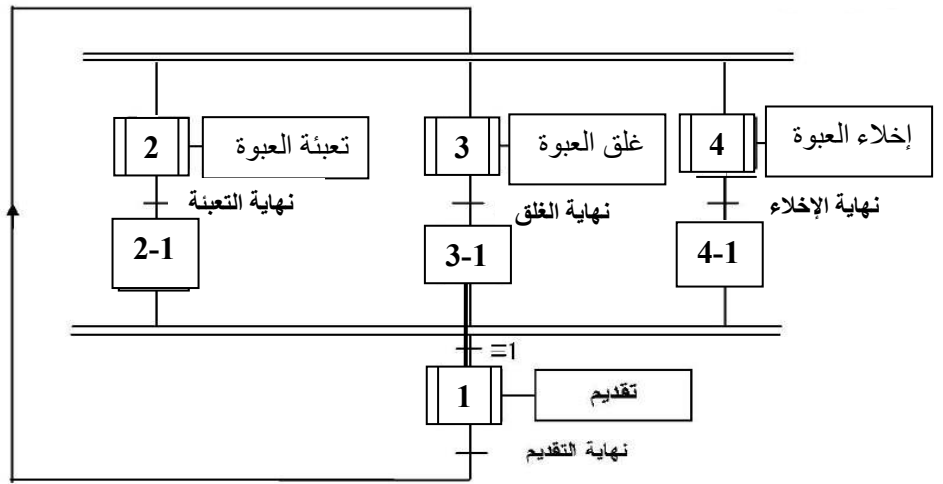 2
تعبئة العبوة
3
غلق العبوة
4
إخلاء العبوة
نهاية التعبئة
نهاية الغلق
نهاية الإخلاء
2-1
3-1
4-1
≡1
1
تقديم
نهاية التقديم